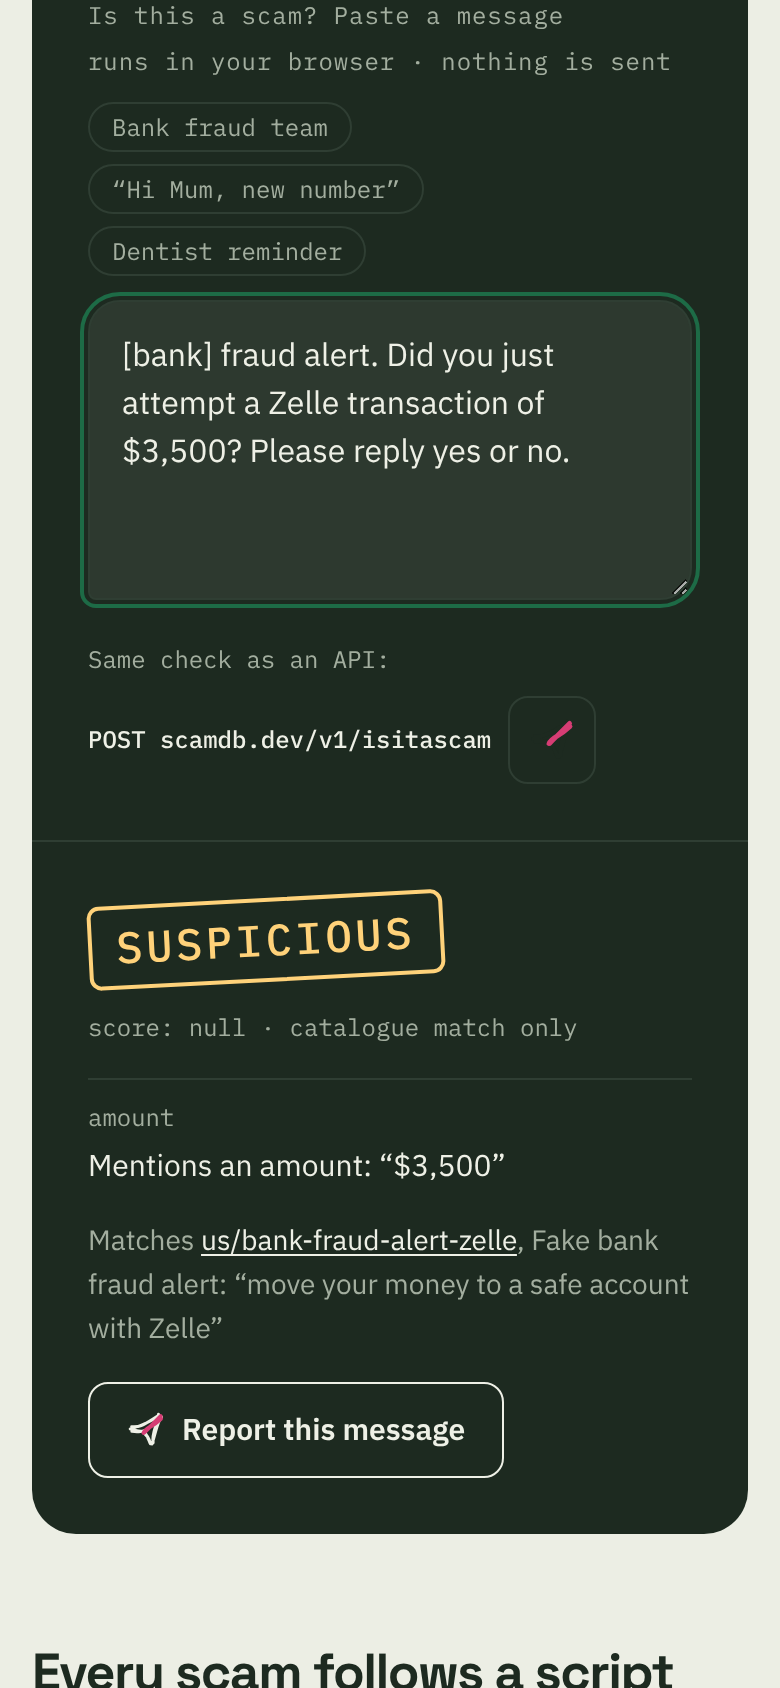 Is this a scam? Paste a message
runs in your browser · nothing is sent
Bank fraud team
“Hi Mum, new number”
Dentist reminder
[bank] fraud alert. Did you just
attempt a Zelle transaction of
$3,500? Please reply yes or no.
Same check as an API:
POST scamdb.dev/v1/isitascam
SUSPICIOUS
score: null · catalogue match only
amount
Mentions an amount: “$3,500”
Matches us/bank-fraud-alert-zelle, Fake bank
fraud alert: “move your money to a safe account
with Zelle”
Report this message
Every scam follows a script